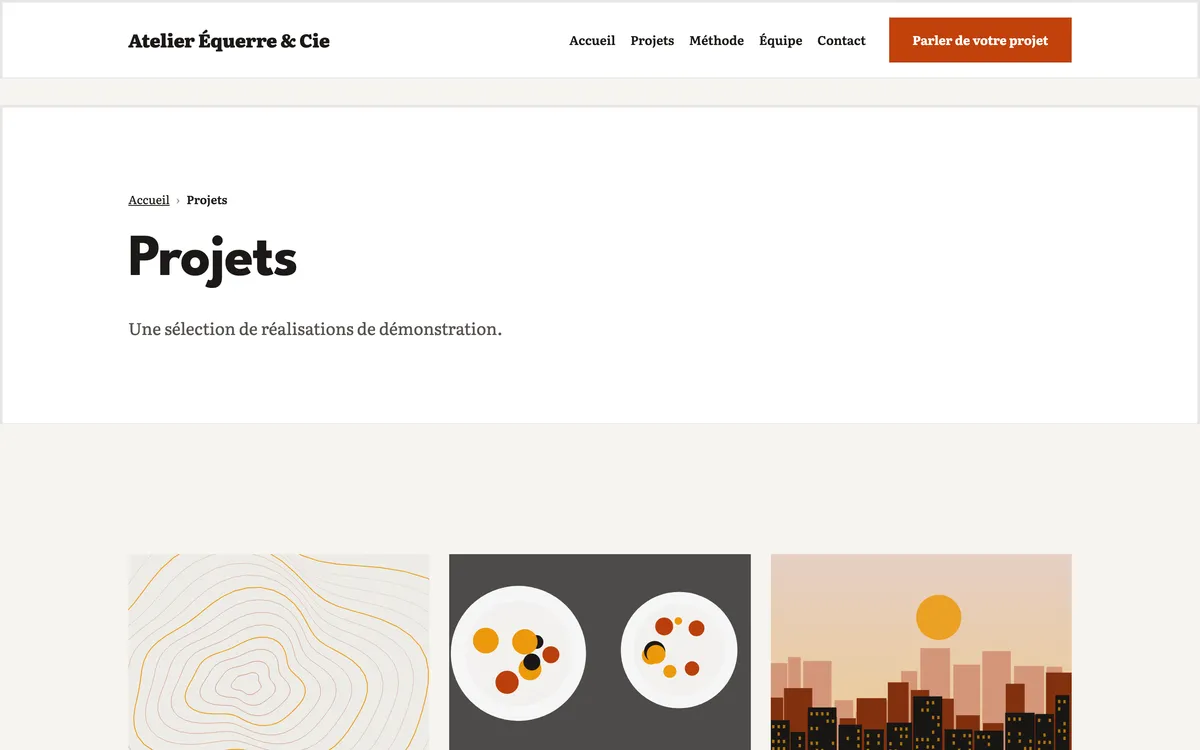 Atelier Équerre & Cie
Accueil Projets Méthode Équipe Contact Parler de votre projet
Accueil › Projets
Projets
Une sélection de réalisations de démonstration.